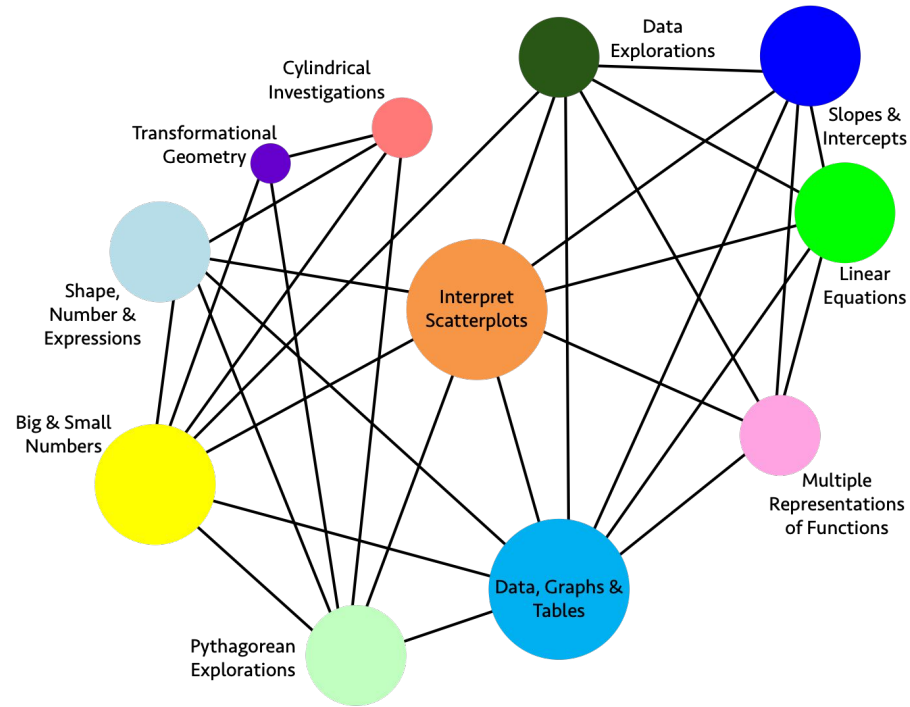 Data
Explorations
Cylindrical
Investigations
Slopes &
Intercepts
Transformational
Geometry
Linear
Equations
Shape,
Number &
Expressions
Interpret
Scatterplots
Big & Small
Numbers
Multiple
Representations
of Functions
Data, Graphs &
Tables
Pythagorean
Explorations